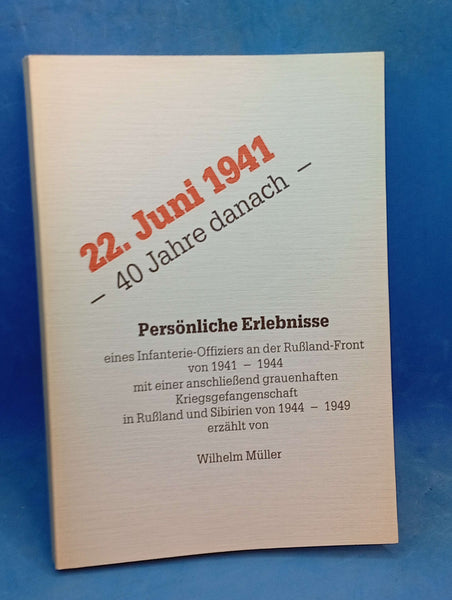 22. Juni 1941
– 40 Jahre danach –
Persönliche Erlebnisse
eines Infanterie-Offiziers an der Rußland-Front
von 1941 – 1944
mit einer anschließend grauenhaften
Kriegsgefangenschaft
in Rußland und Sibirien von 1944 – 1949
erzählt von
Wilhelm Müller